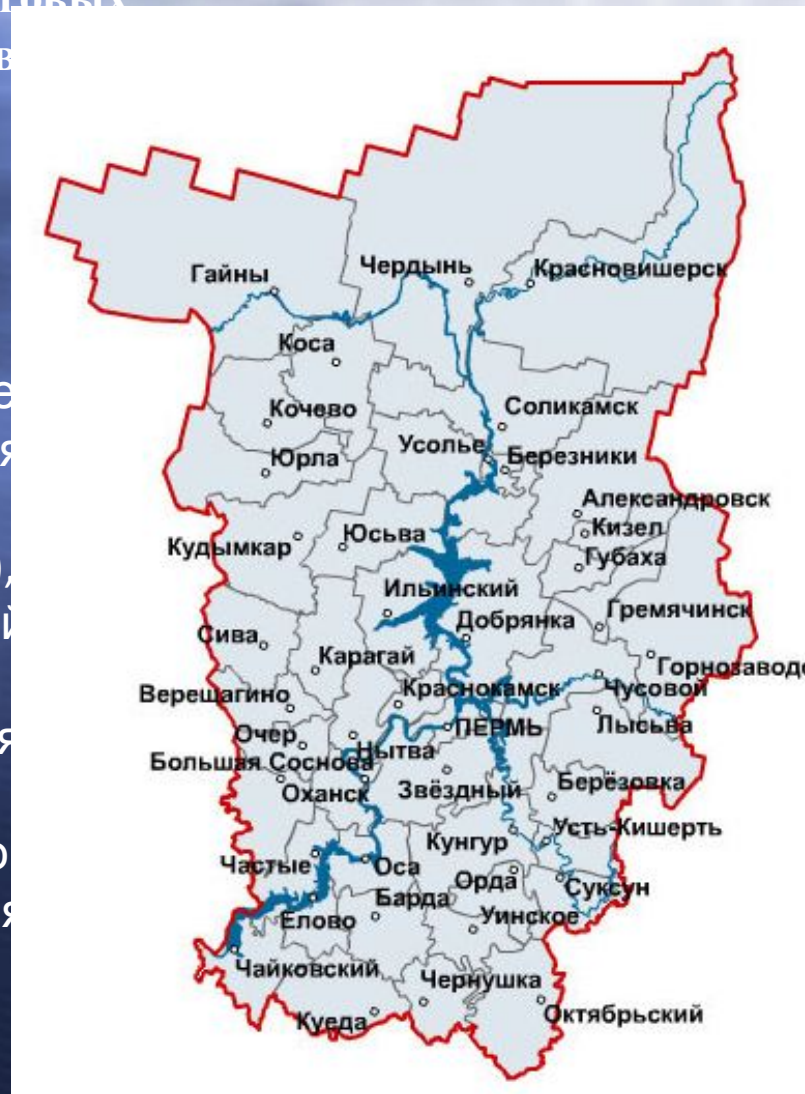 Гайны
Чердынь
Красновишерск
Коса
Кочево
Соликамск
Усолье
Березники
Юрла
Александровск
Кизел
Юсьва
Кудымкар
Губаха
Ильинский
Гремячинск
Добрянка
Сива
Карагай
Горнозаводс
Чусовой
Краснокамск
Верещагино
Лысьва
ПЕРМЬ
Очер
Нытва
Большая Соснова
Берёзовка
Звёздный
Оханск
Усть-Кишерть
Кунгур
Частые
Оса
Орда
Суксун
Барда
Елово
Уинское
Чайковский
Чернушка
Куеда
Октябрьский